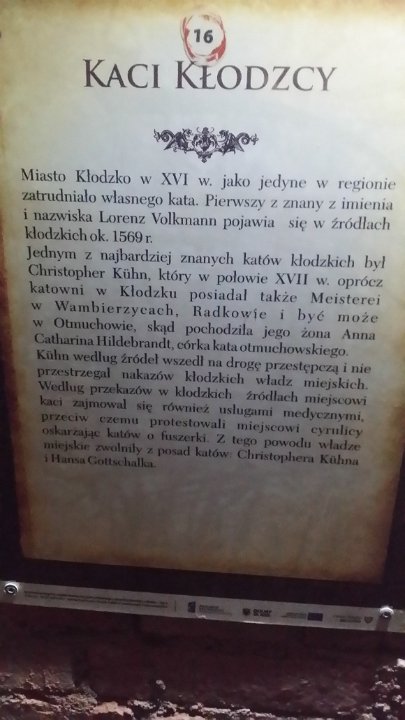 16
KACI KŁODZCY
Miasto Kłodzko w XVI w. jako jedyne w regionie
zatrudniało własnego kata. Pierwszy z znany z imienia
i nazwiska Lorenz Volkmann pojawia się w źródłach
kłodzkich ok. 1569 r.
Jednym z najbardziej znanych katów kłodzkich był
Christopher Kühn, który w połowie XVII w. oprócz
katowni w Kłodzku posiadał także Meisterei
w Wambierzycach, Radkowie i być może
w Otmuchowie, skąd pochodziła jego żona Anna
Catharina Hildebrandt, córka kata otmuchowskiego.
Kühn według źródeł wszedł na drogę przestępczą i nie
przestrzegał nakazów kłodzkich władz miejskich.
Według przekazów w kłodzkich źródłach miejscowi
kaci zajmował się również usługami medycznymi,
przeciw czemu protestowali miejscowi cyrulicy
oskarżając katów o fuszerki. Z tego powodu władze
miejskie zwolniły z posad katów: Christophera Kühna
i Hansa Gottschalka.